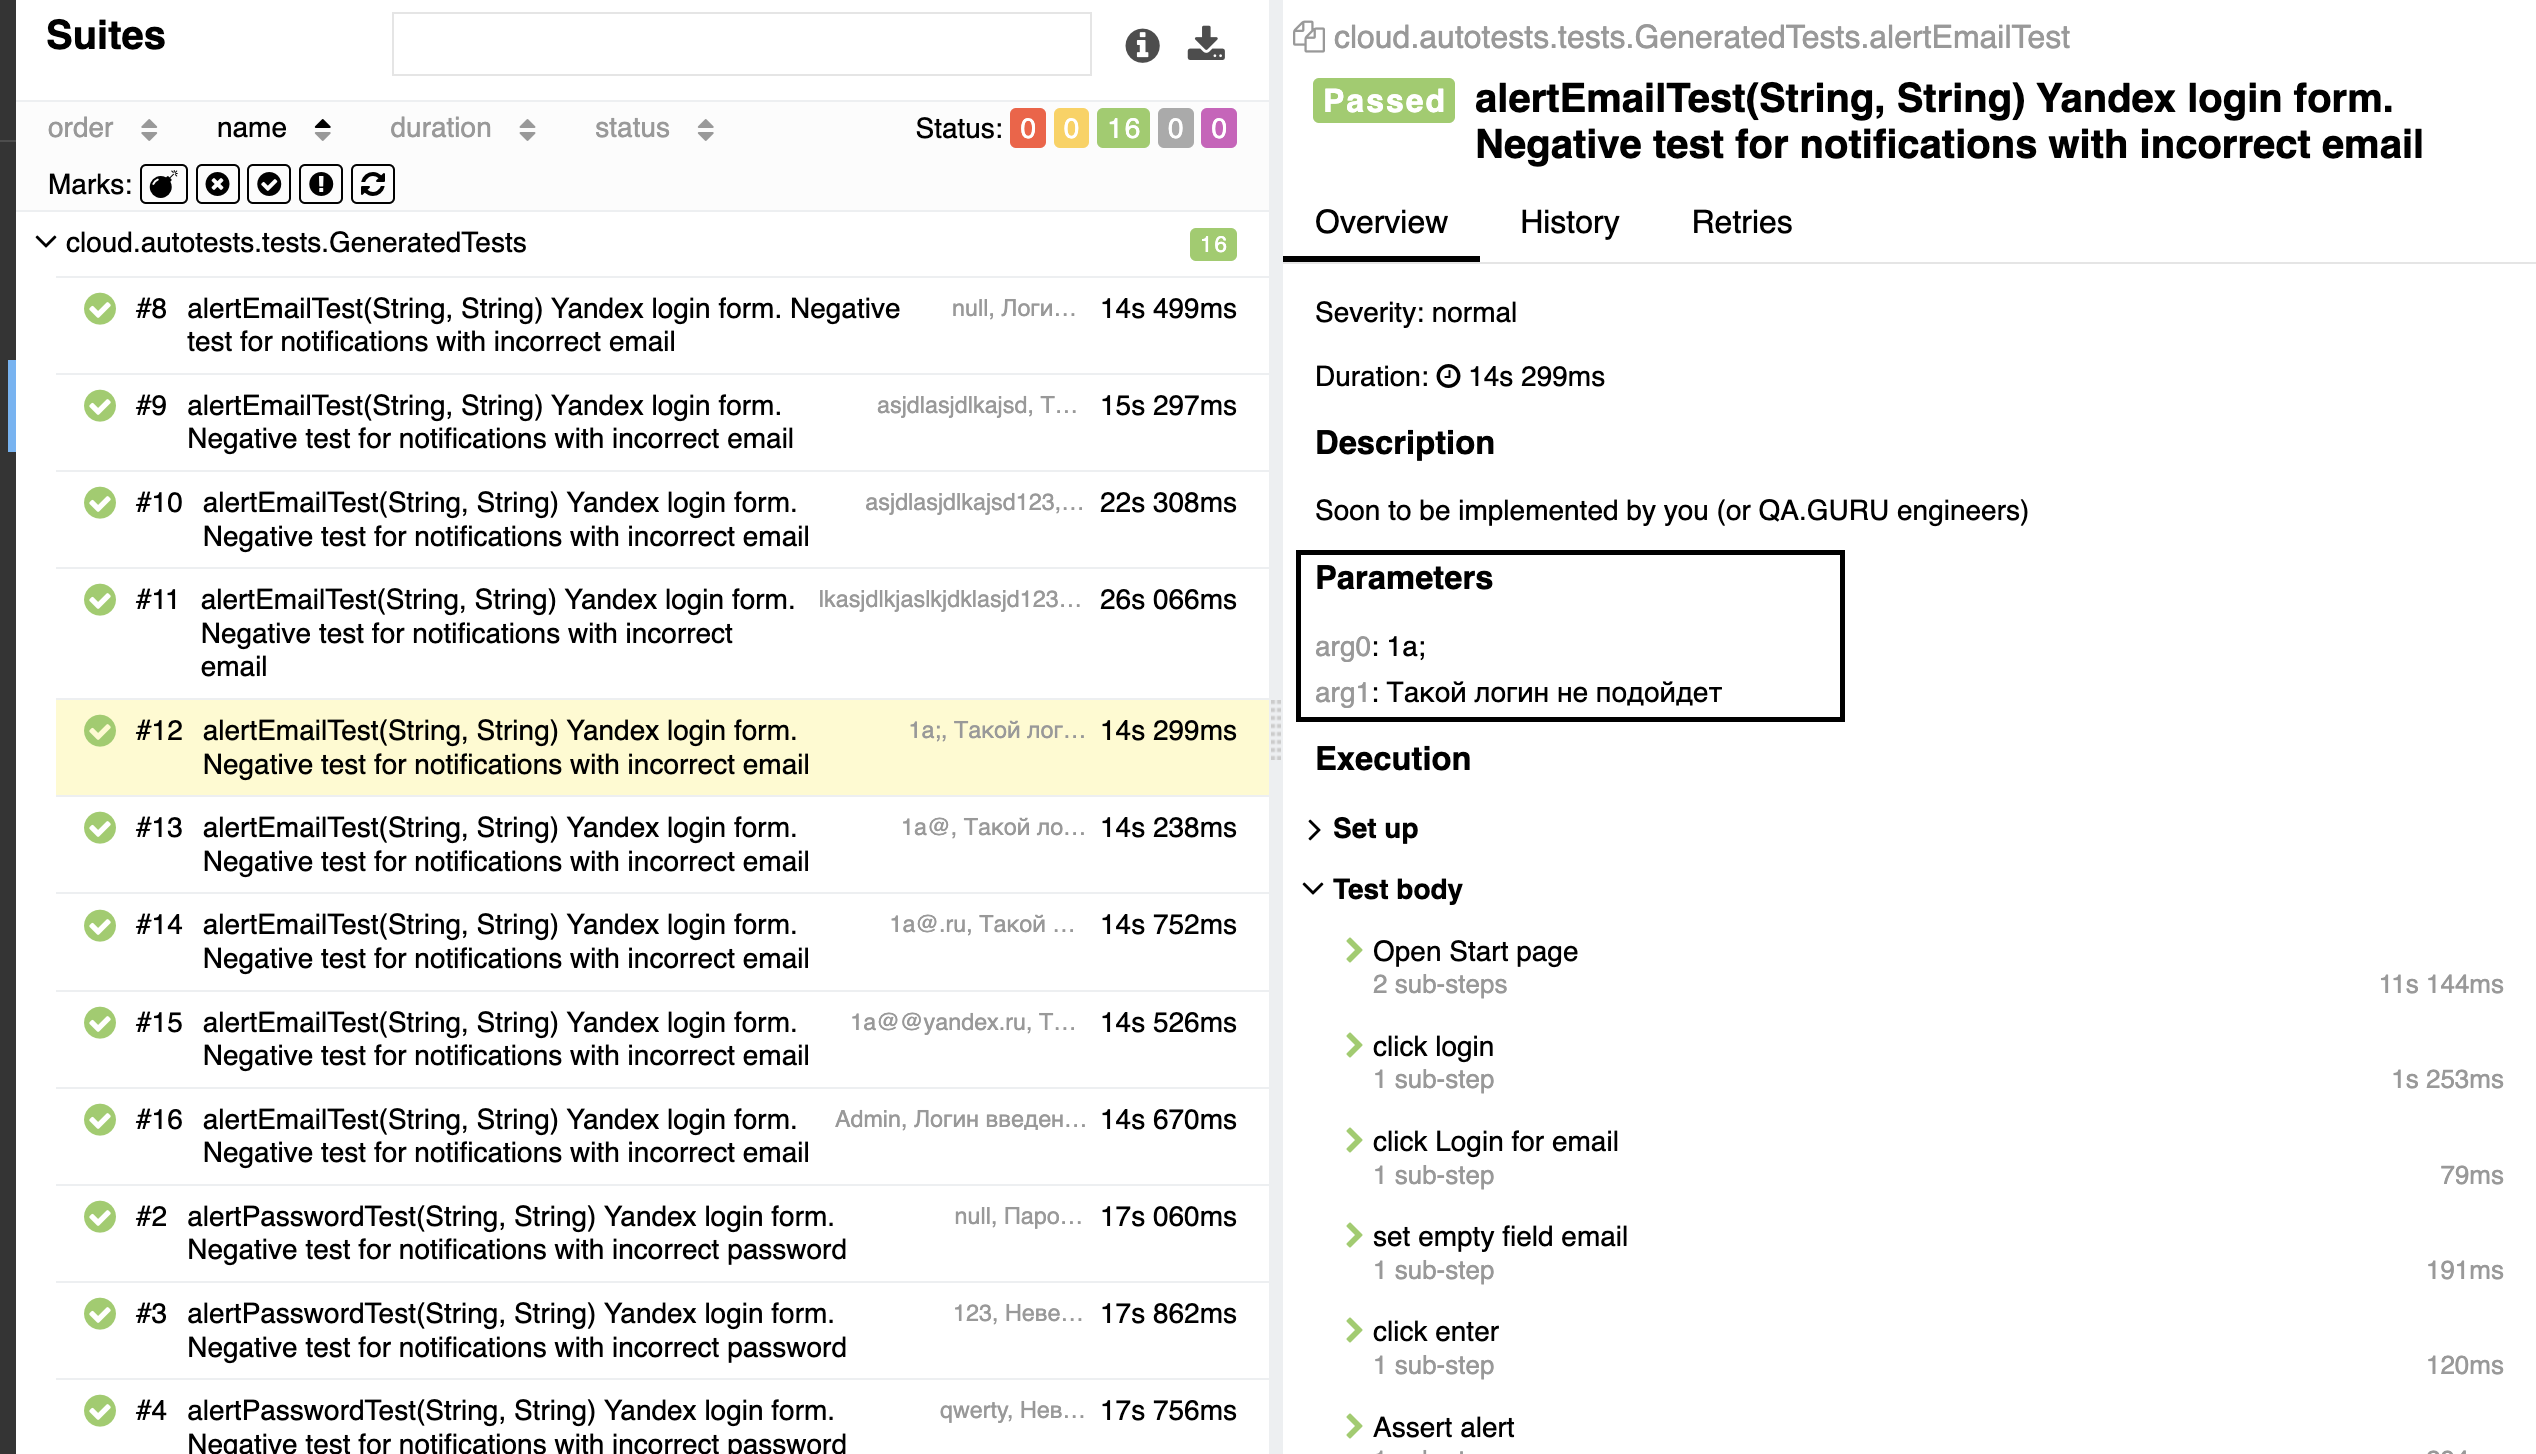 Suites
order name duration status Status: 0 0 16 0 0
Marks:
cloud.autotests.tests.GeneratedTests 16
#8 alertEmailTest(String, String) Yandex login form. Negative null, Логи... 14s 499ms
test for notifications with incorrect email
#9 alertEmailTest(String, String) Yandex login form. asjdlasjdlkajsd, Т... 15s 297ms
Negative test for notifications with incorrect email
#10 alertEmailTest(String, String) Yandex login form. asjdlasjdlkajsd123,... 22s 308ms
Negative test for notifications with incorrect email
#11 alertEmailTest(String, String) Yandex login form. lkasjdlkjaslkjdklasjd123... 26s 066ms
Negative test for notifications with incorrect
email
#12 alertEmailTest(String, String) Yandex login form. 1a;, Такой лог... 14s 299ms
Negative test for notifications with incorrect email
#13 alertEmailTest(String, String) Yandex login form. 1a@, Такой ло... 14s 238ms
Negative test for notifications with incorrect email
#14 alertEmailTest(String, String) Yandex login form. 1a@.ru, Такой ... 14s 752ms
Negative test for notifications with incorrect email
#15 alertEmailTest(String, String) Yandex login form. 1a@@yandex.ru, Т... 14s 526ms
Negative test for notifications with incorrect email
#16 alertEmailTest(String, String) Yandex login form. Admin, Логин введен... 14s 670ms
Negative test for notifications with incorrect email
#2 alertPasswordTest(String, String) Yandex login form. null, Паро... 17s 060ms
Negative test for notifications with incorrect password
#3 alertPasswordTest(String, String) Yandex login form. 123, Неве... 17s 862ms
Negative test for notifications with incorrect password
#4 alertPasswordTest(String, String) Yandex login form. qwerty, Нев... 17s 756ms
Negative test for notifications with incorrect password
cloud.autotests.tests.GeneratedTests.alertEmailTest
Passed alertEmailTest(String, String) Yandex login form.
Negative test for notifications with incorrect email
Overview History Retries
Severity: normal
Duration: 14s 299ms
Description
Soon to be implemented by you (or QA.GURU engineers)
Parameters
arg0: 1a;
arg1: Такой логин не подойдет
Execution
Set up
Test body
Open Start page
2 sub-steps 11s 144ms
click login
1 sub-step 1s 253ms
click Login for email
1 sub-step 79ms
set empty field email
1 sub-step 191ms
click enter
1 sub-step 120ms
Assert alert